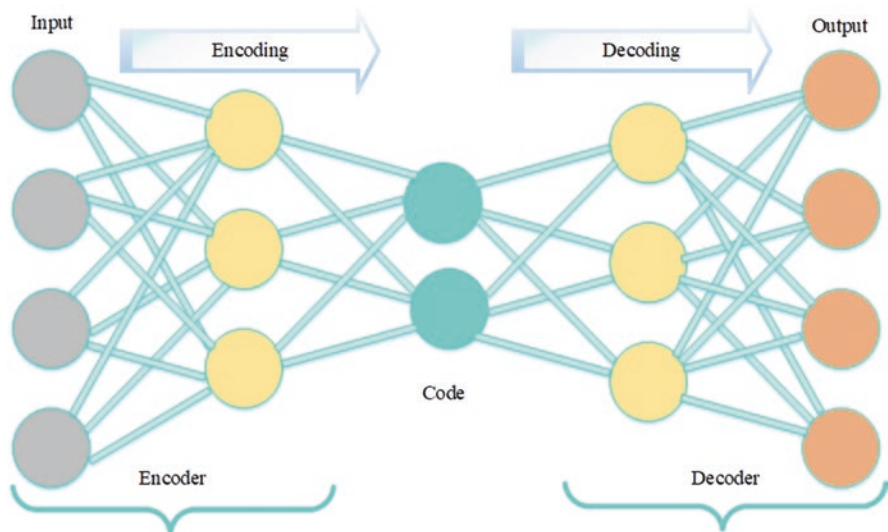 Input
Encoding
Decoding
Output
Code
Encoder
Decoder